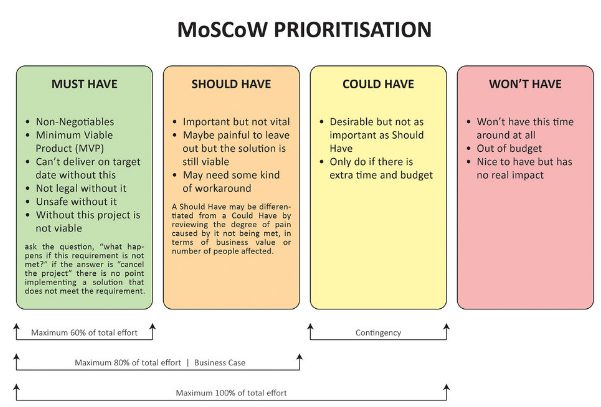 MoSCoW PRIORITISATION
MUST HAVE
• Non-Negotiables
• Minimum Viable
Product (MVP)
• Can't deliver on target
date without this
• Not legal without it
• Unsafe without it
• Without this project is
not viable
ask the question, "what hap-
pens if this requirement is not
met?" if the answer is "cancel
the project" there is no point
implementing a solution that
does not meet the requirement.
SHOULD HAVE
• Important but not vital
• Maybe painful to leave
out but the solution is
still viable
• May need some kind
of workaround
A Should Have may be differen-
tiated from a Could Have by
reviewing the degree of pain
caused by it not being met, in
terms of business value or
number of people affected.
COULD HAVE
• Desirable but not as
important as Should
Have
• Only do if there is
extra time and budget
WON'T HAVE
• Won't have this time
around at all
• Out of budget
• Nice to have but has
no real impact
Maximum 60% of total effort
Contingency
Maximum 80% of total effort | Business Case
Maximum 100% of total effort